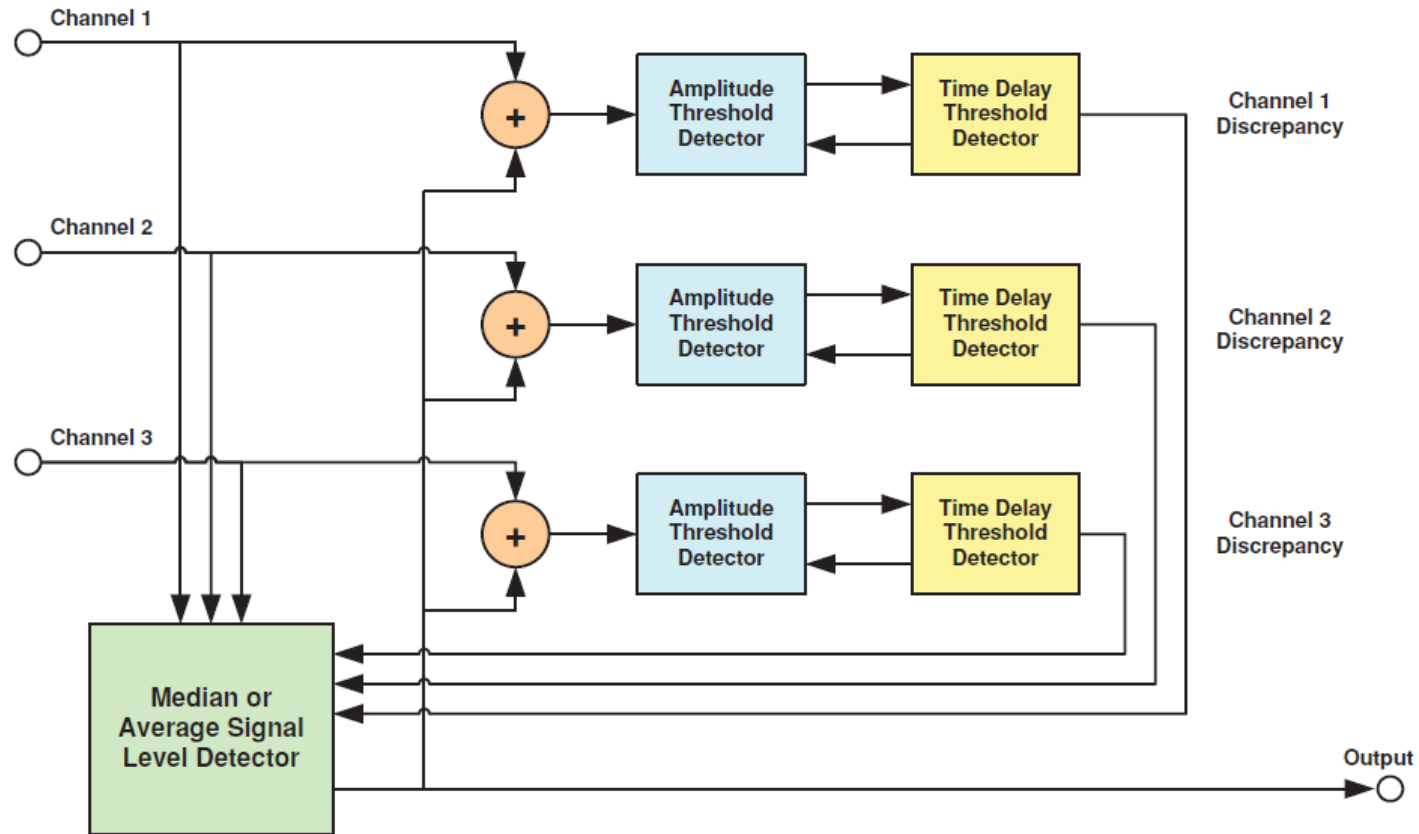 Channel 1
+
Amplitude
Threshold
Detector
Time Delay
Threshold
Detector
Channel 1
Discrepancy
Channel 2
+
Amplitude
Threshold
Detector
Time Delay
Threshold
Detector
Channel 2
Discrepancy
Channel 3
+
Amplitude
Threshold
Detector
Time Delay
Threshold
Detector
Channel 3
Discrepancy
Median or
Average Signal
Level Detector
Output